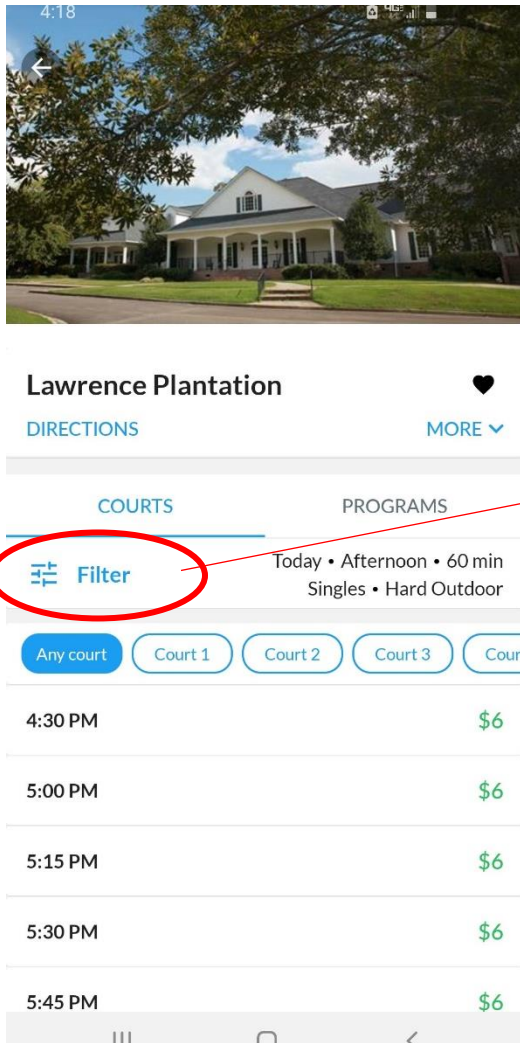 4:18
4G
Lawrence Plantation
DIRECTIONS MORE
COURTS PROGRAMS
Filter
Today • Afternoon • 60 min
Singles • Hard Outdoor
Any court Court 1 Court 2 Court 3 Cour
4:30 PM $6
5:00 PM $6
5:15 PM $6
5:30 PM $6
5:45 PM $6